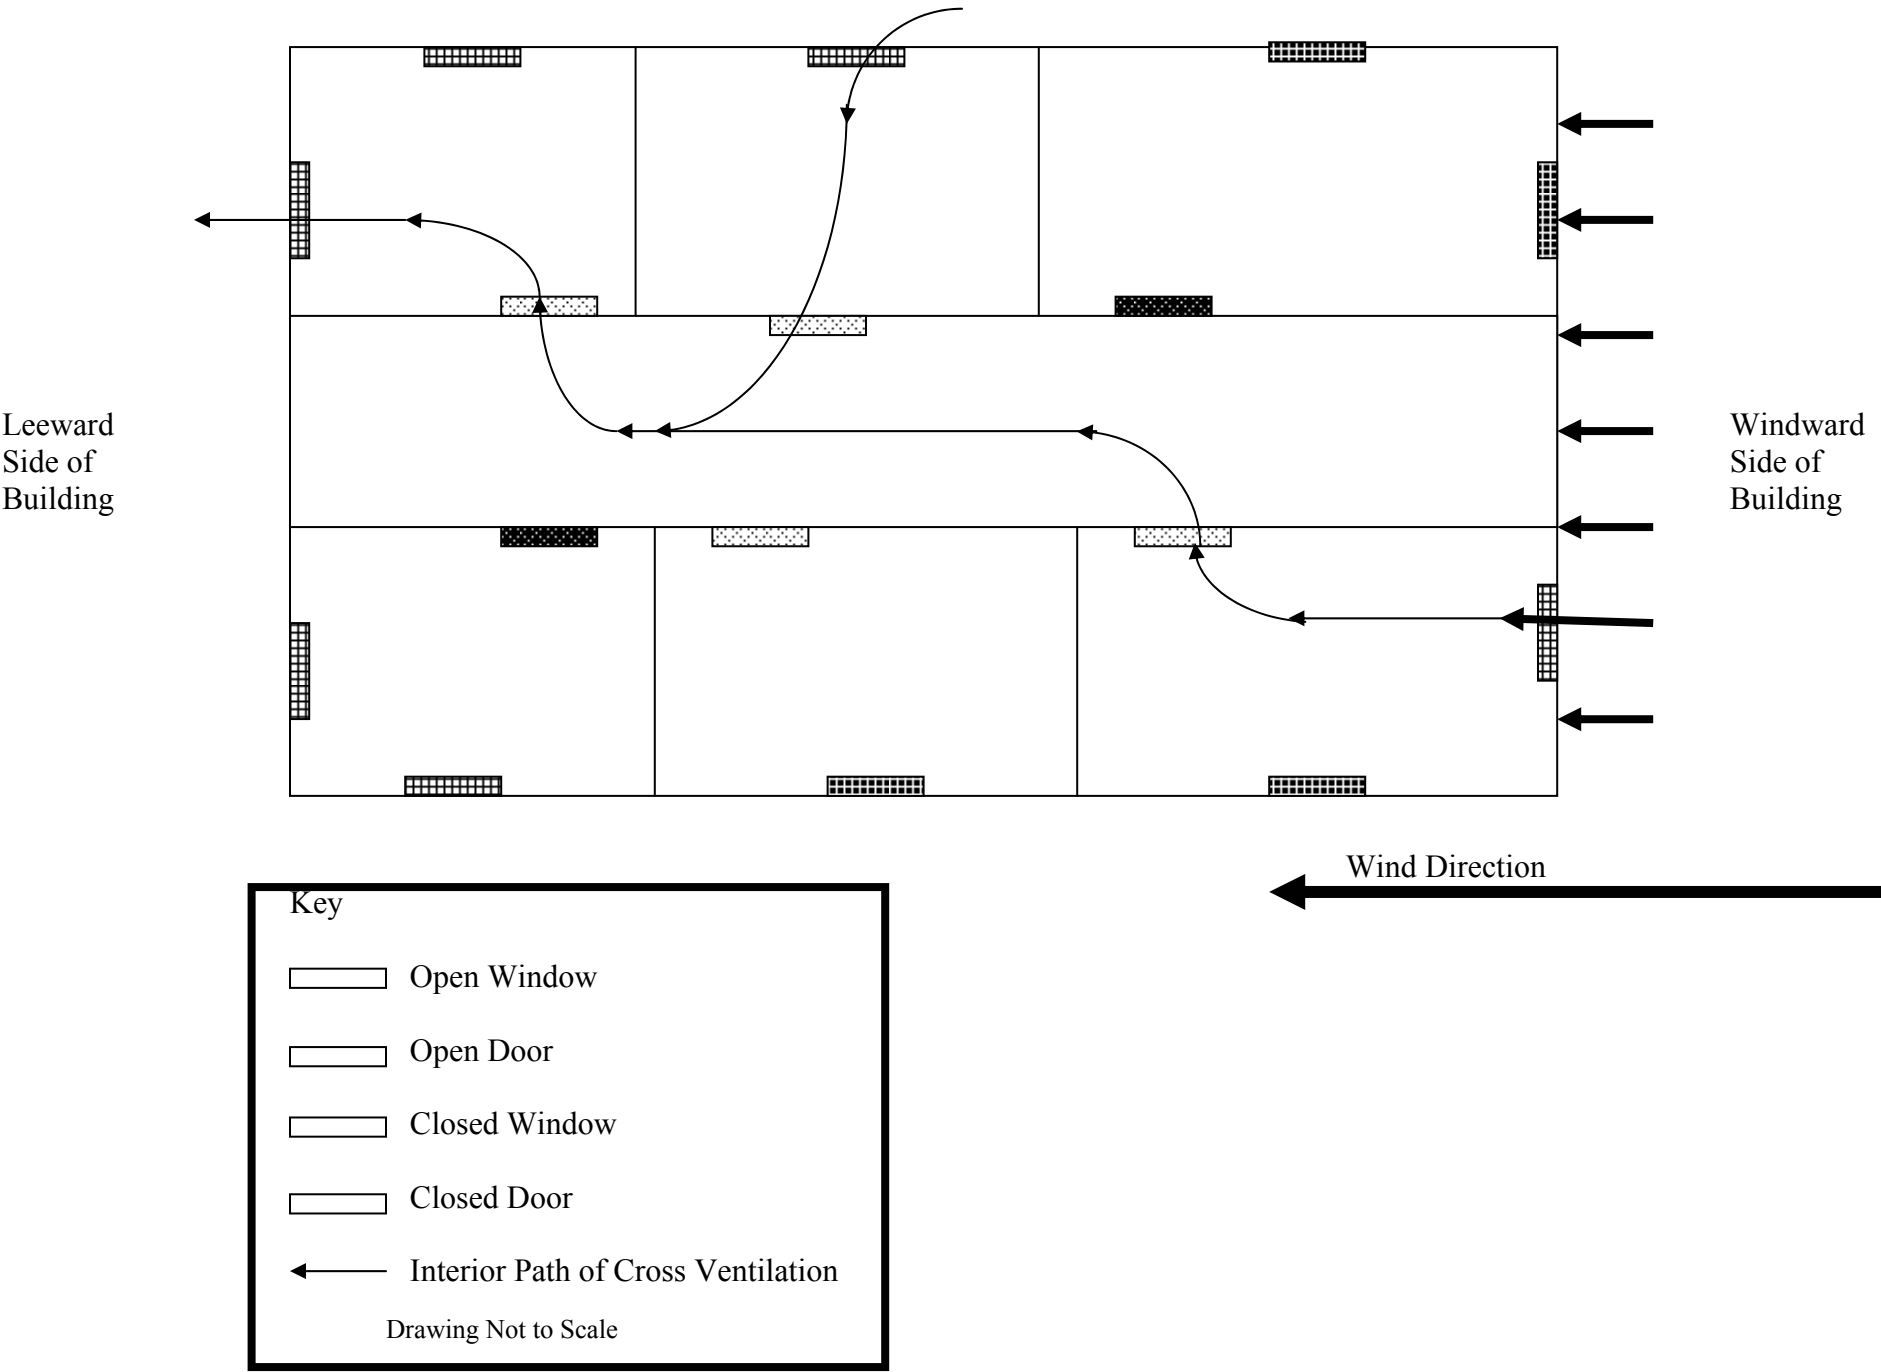 Leeward
Side of
Building
Windward
Side of
Building
Wind Direction
Key
Open Window
Open Door
Closed Window
Closed Door
Interior Path of Cross Ventilation
Drawing Not to Scale